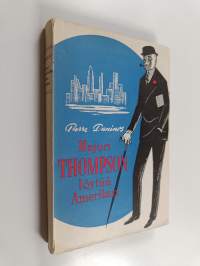 Pierre Daninos
Majuri
THOMPSON
löytää
Amerikan